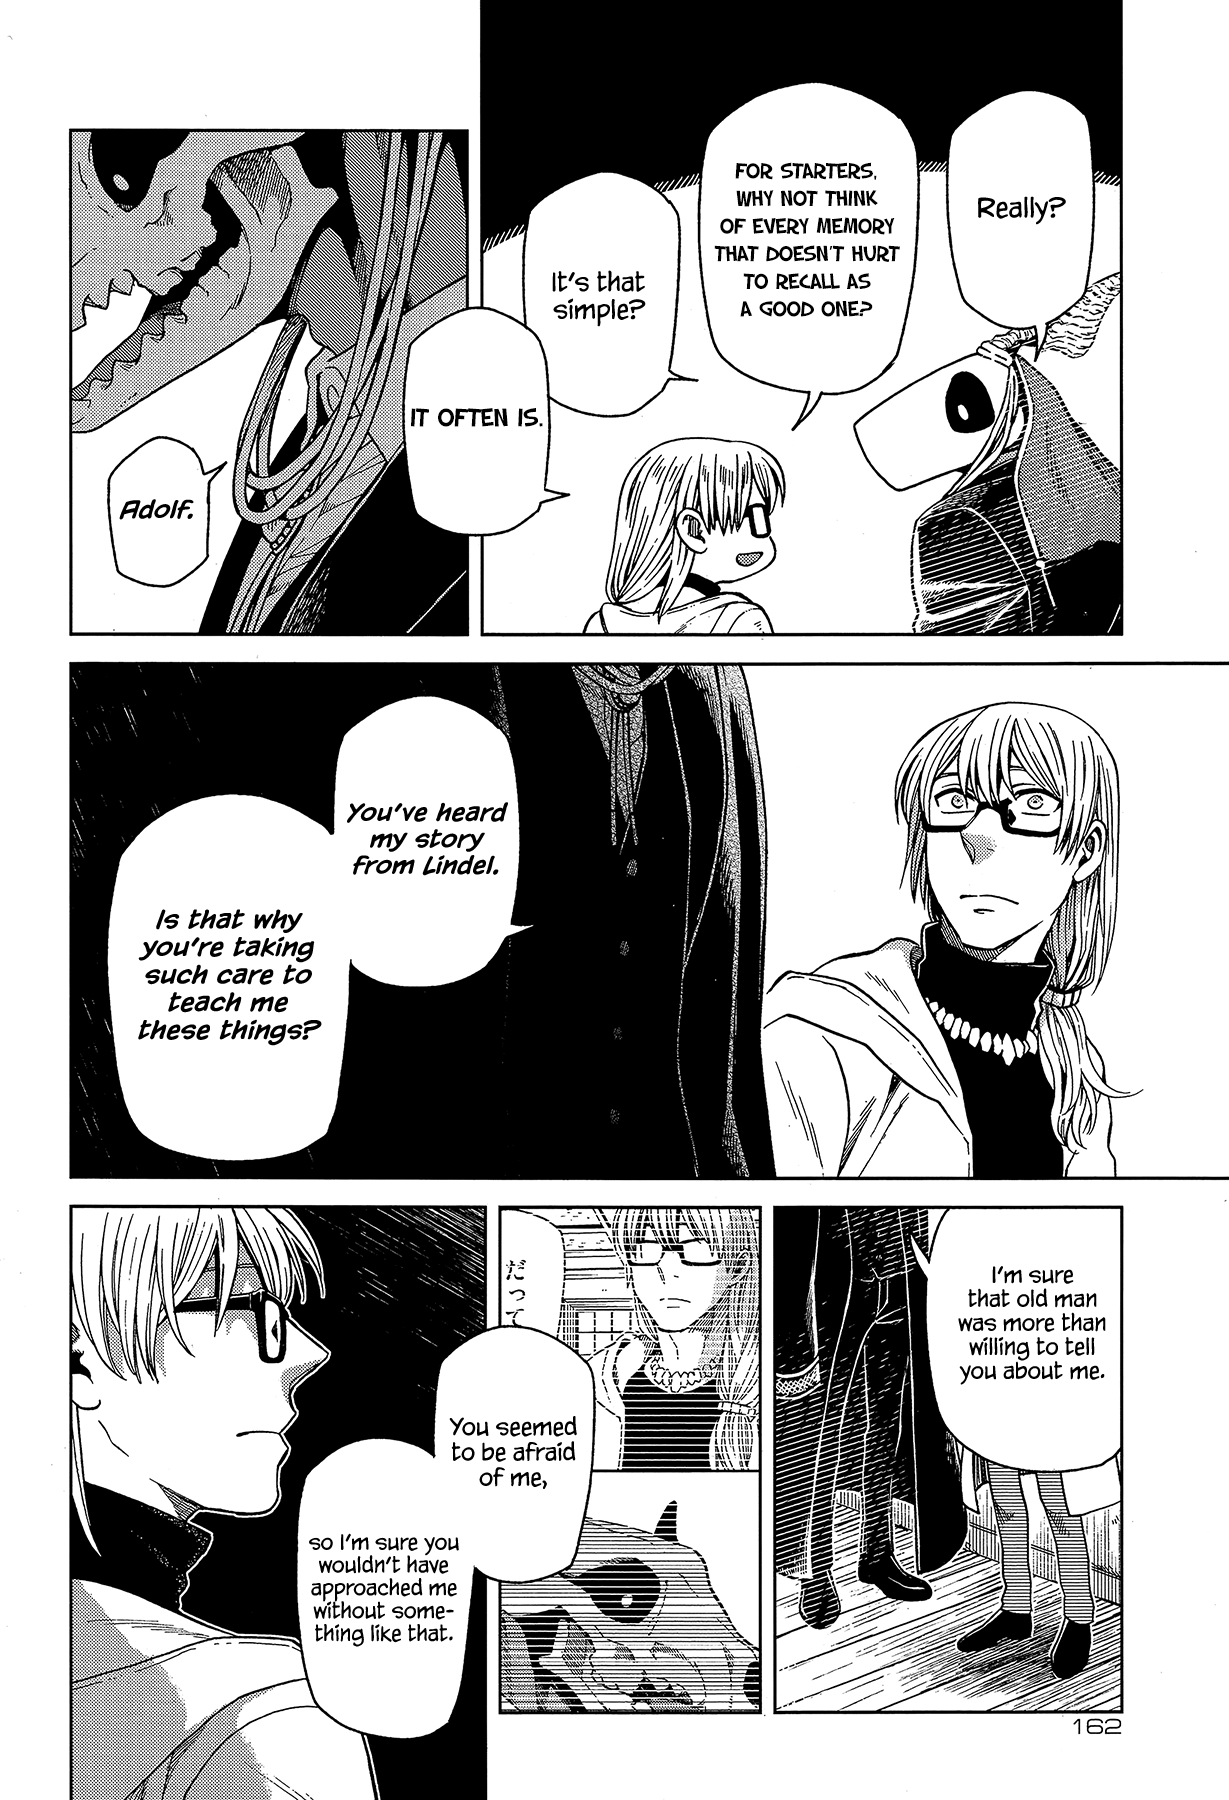 Really?
FOR STARTERS,
WHY NOT THINK
OF EVERY MEMORY
THAT DOESN'T HURT
TO RECALL AS
A GOOD ONE?
It's that
simple?
IT OFTEN IS.
Adolf.
You've heard
my story
from Lindel.
Is that why
you're taking
such care to
teach me
these things?
I'm sure
that old man
was more than
willing to tell
you about me.
だって
You seemed
to be afraid
of me,
so I'm sure you
wouldn't have
approached me
without some-
thing like that.
162